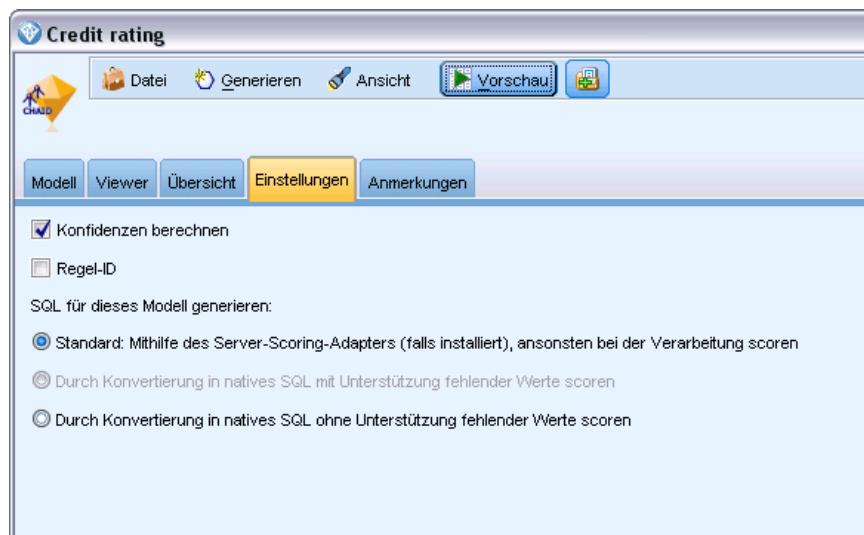 Credit rating
CHAID
Datei Generieren Ansicht Vorschau
Modell Viewer Übersicht Einstellungen Anmerkungen
Konfidenzen berechnen
Regel-ID
SQL für dieses Modell generieren:
Standard: Mithilfe des Server-Scoring-Adapters (falls installiert), ansonsten bei der Verarbeitung scoren
Durch Konvertierung in natives SQL mit Unterstützung fehlender Werte scoren
Durch Konvertierung in natives SQL ohne Unterstützung fehlender Werte scoren